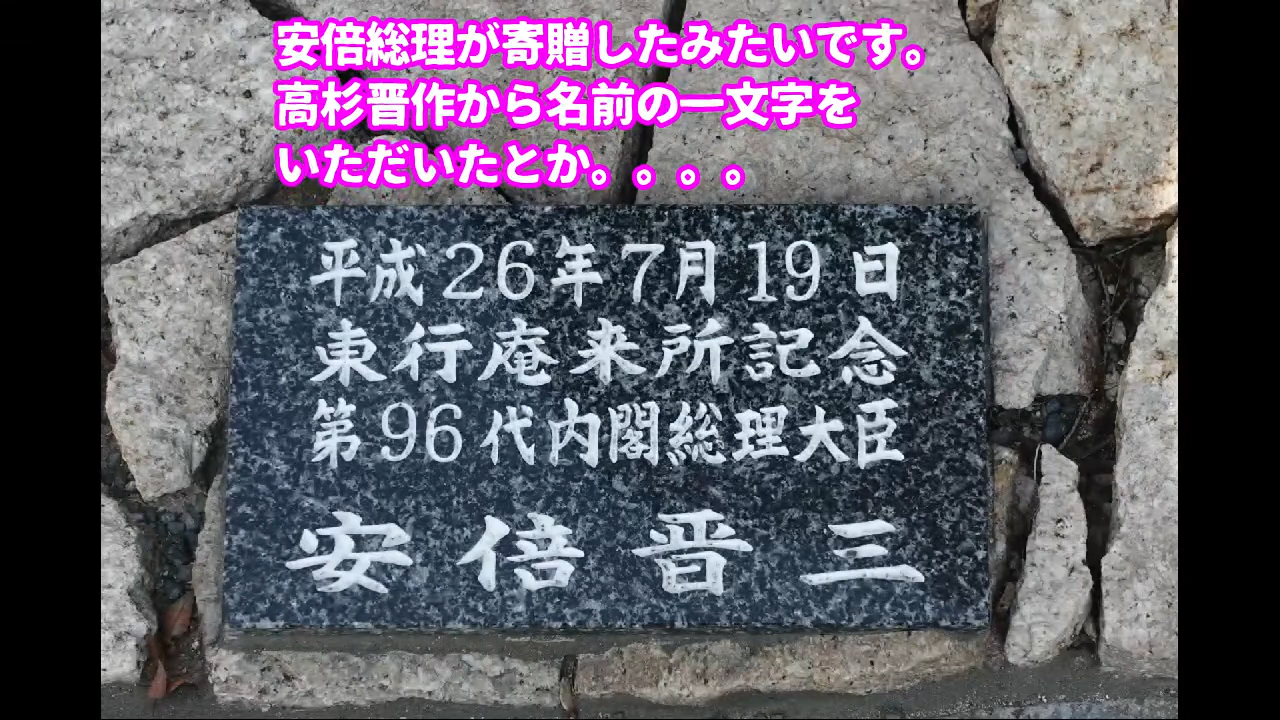 安倍総理が寄贈したみたいです。
高杉晋作から名前の一文字を
いただいたとか。。。。
平成26年7月19日
東行庵来所記念
第96代内閣総理大臣
安倍晋三